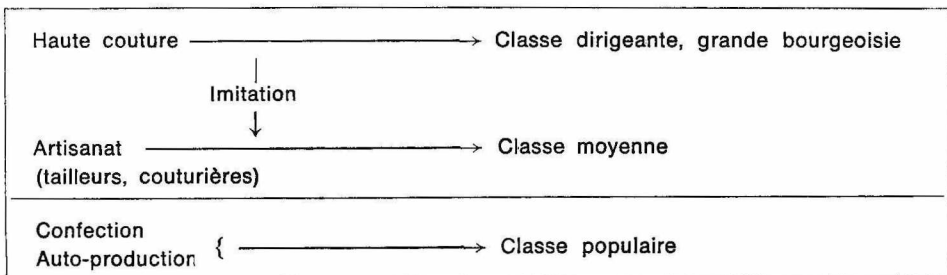 Haute couture Classe dirigeante, grande bourgeoisie
Imitation
Artisanat Classe moyenne
(tailleurs, couturières)
Confection
Auto-production { Classe populaire